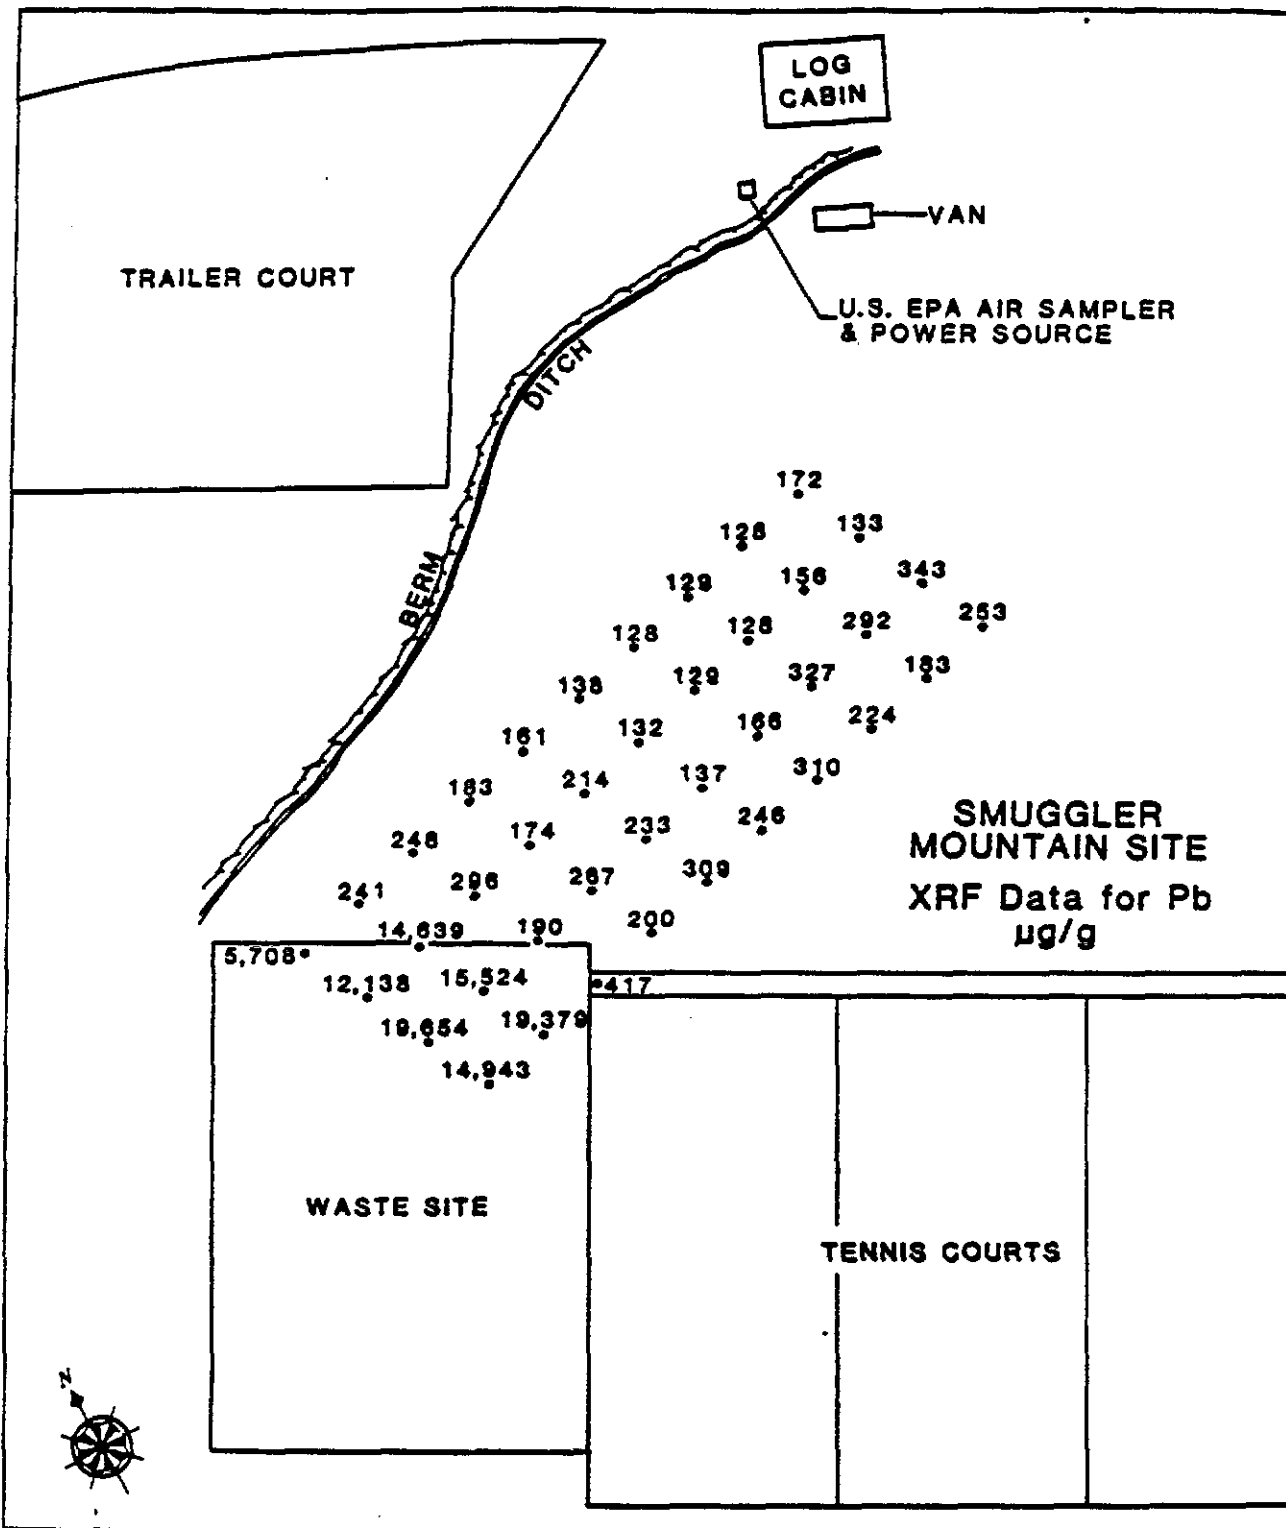 LOG
CABIN
VAN
TRAILER COURT
U.S. EPA AIR SAMPLER
& POWER SOURCE
DITCH
BERM
172
128
133
129
156
343
128
128
292
253
138
129
327
183
161
132
166
224
183
214
137
310
248
174
233
246
241
296
267
309
14,639
190
200
SMUGGLER
MOUNTAIN SITE
XRF Data for Pb
µg/g
5,708
12,138
15,524
417
19,654
19,379
14,943
WASTE SITE
TENNIS COURTS
N